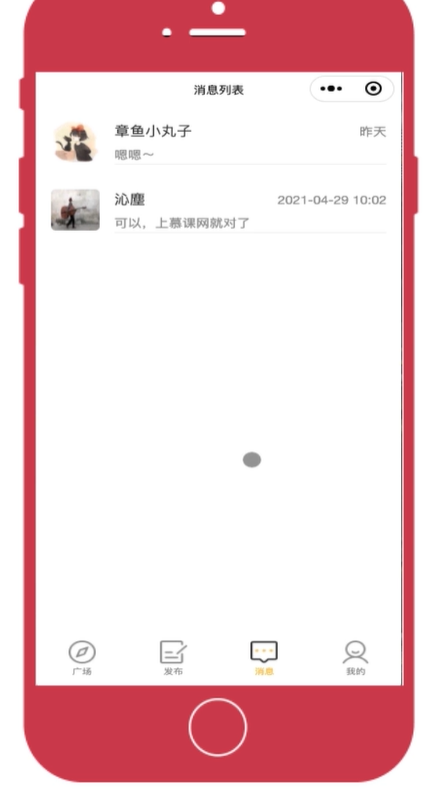 消息列表
章鱼小丸子 昨天
嗯嗯～
沁塵 2021-04-29 10:02
可以，上慕课网就对了
广场 发布 消息 我的